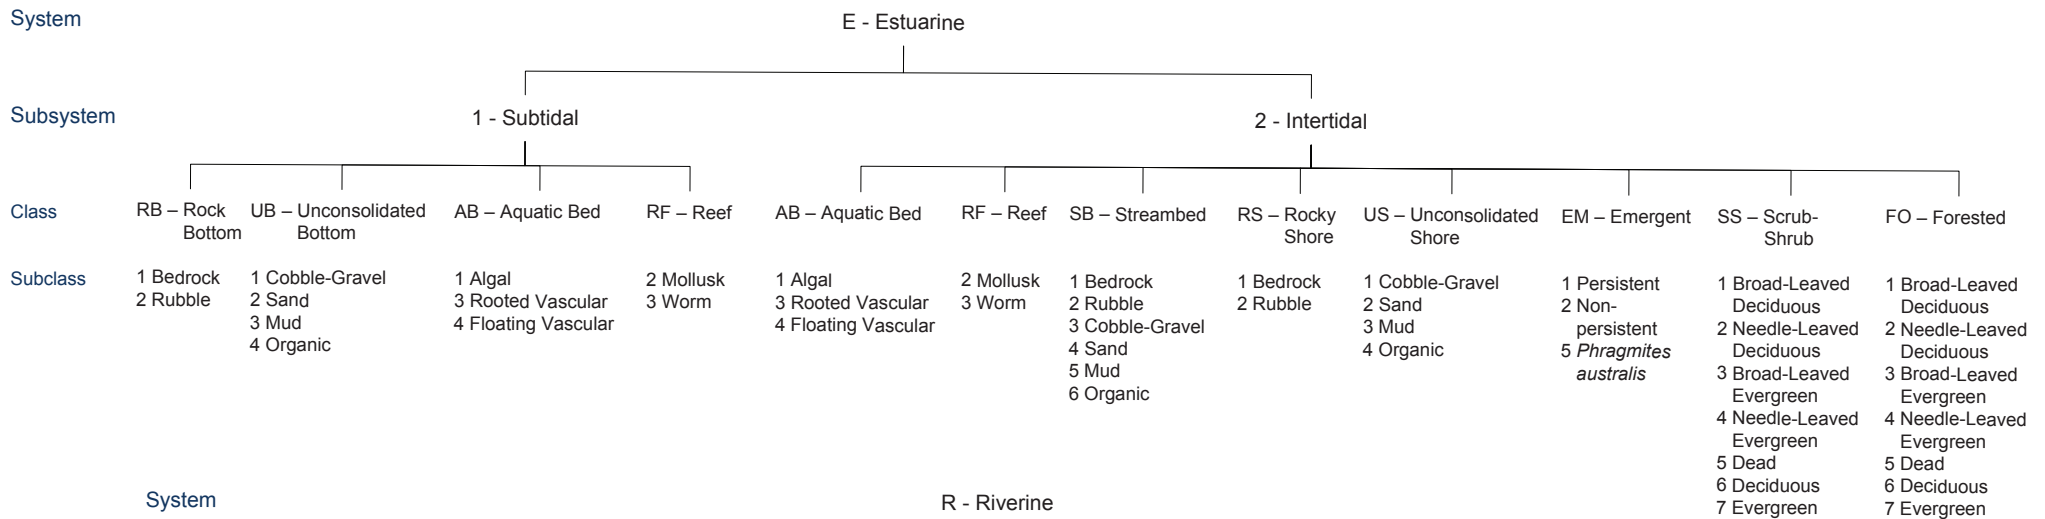 System
E - Estuarine
Subsystem
1 - Subtidal
2 - Intertidal
Class
RB – Rock
Bottom
UB – Unconsolidated
Bottom
AB – Aquatic Bed
RF – Reef
AB – Aquatic Bed
RF – Reef
SB – Streambed
RS – Rocky
Shore
US – Unconsolidated
Shore
EM – Emergent
SS – Scrub-
Shrub
FO – Forested
Subclass
1 Bedrock
2 Rubble
1 Cobble-Gravel
2 Sand
3 Mud
4 Organic
1 Algal
3 Rooted Vascular
4 Floating Vascular
2 Mollusk
3 Worm
1 Algal
3 Rooted Vascular
4 Floating Vascular
2 Mollusk
3 Worm
1 Bedrock
2 Rubble
3 Cobble-Gravel
4 Sand
5 Mud
6 Organic
1 Bedrock
2 Rubble
1 Cobble-Gravel
2 Sand
3 Mud
4 Organic
1 Persistent
2 Non-
persistent
5 Phragmites
australis
1 Broad-Leaved
Deciduous
2 Needle-Leaved
Deciduous
3 Broad-Leaved
Evergreen
4 Needle-Leaved
Evergreen
5 Dead
6 Deciduous
7 Evergreen
1 Broad-Leaved
Deciduous
2 Needle-Leaved
Deciduous
3 Broad-Leaved
Evergreen
4 Needle-Leaved
Evergreen
5 Dead
6 Deciduous
7 Evergreen
System
R - Riverine